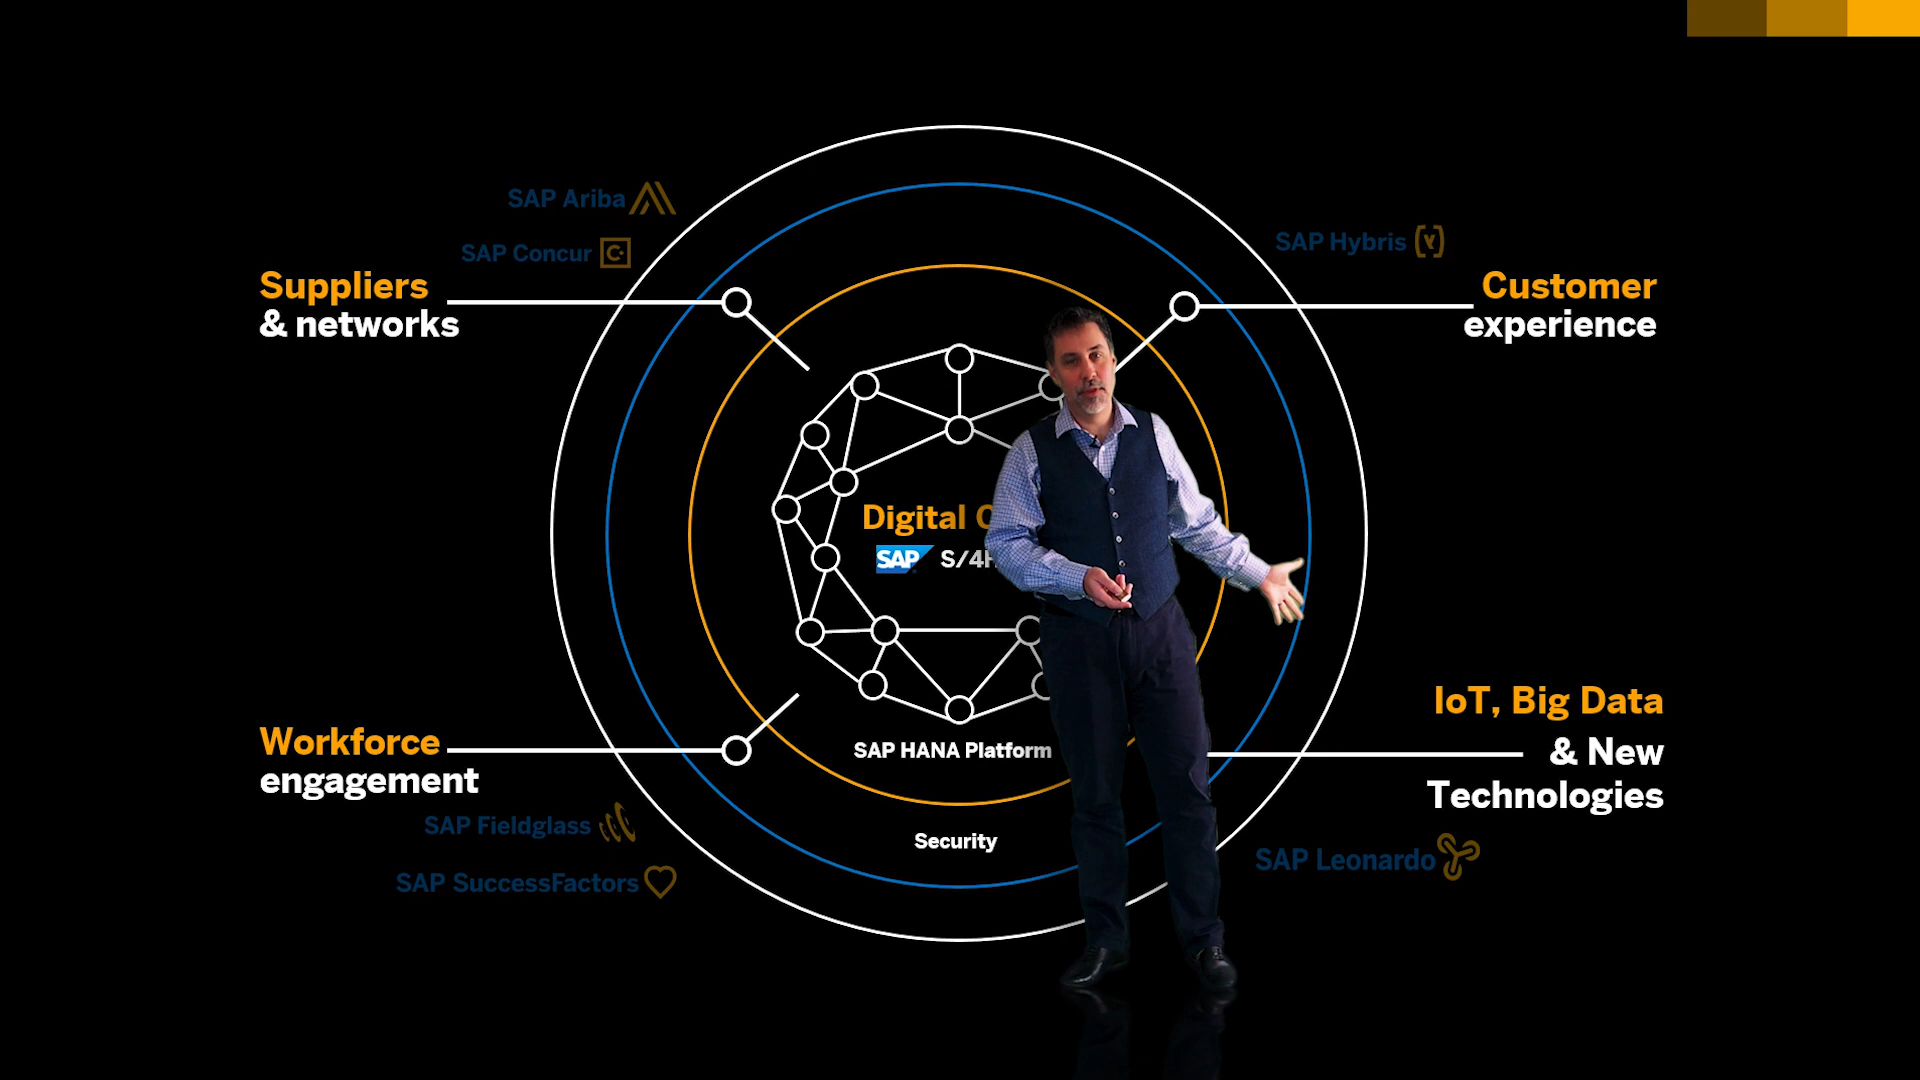 SAP Ariba
SAP Concur
Suppliers
& networks
SAP Hybris
Customer
experience
Digital
SAP S/4H
SAP HANA Platform
Security
Workforce
engagement
SAP Fieldglass
SAP SuccessFactors
IoT, Big Data
& New
Technologies
SAP Leonardo